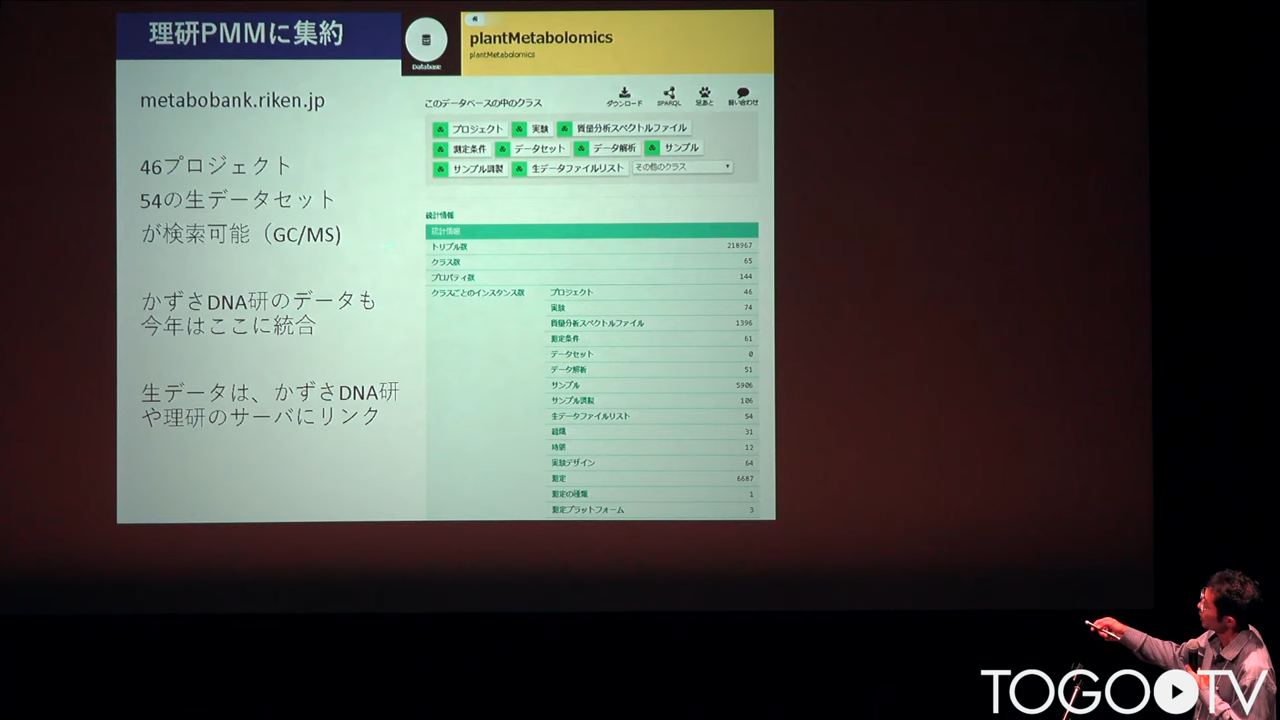 理研PMMに集約
metabobank.riken.jp
46プロジェクト
54の生データセット
が検索可能（GC/MS)
かずさDNA研のデータも
今年はここに統合
生データは、かずさDNA研
や理研のサーバにリンク
Database
plantMetabolomics
plantMetabolomics
このデータベースの中のクラス
ダウンロード SPARQL 足あと 問い合わせ
プロジェクト 実験 質量分析スペクトルファイル
測定条件 データセット データ解析 サンプル
サンプル調製 生データファイルリスト その他のクラス
統計情報
統計情報
トリプル数 218967
クラス数 65
プロパティ数 144
クラスごとのインスタンス数 プロジェクト 46
実験 74
質量分析スペクトルファイル 1396
測定条件 61
データセット 0
データ解析 51
サンプル 5906
サンプル調製 106
生データファイルリスト 54
組織 31
時間 12
実験デザイン 64
測定 6687
測定の種類 1
測定プラットフォーム 3
TOGO TV